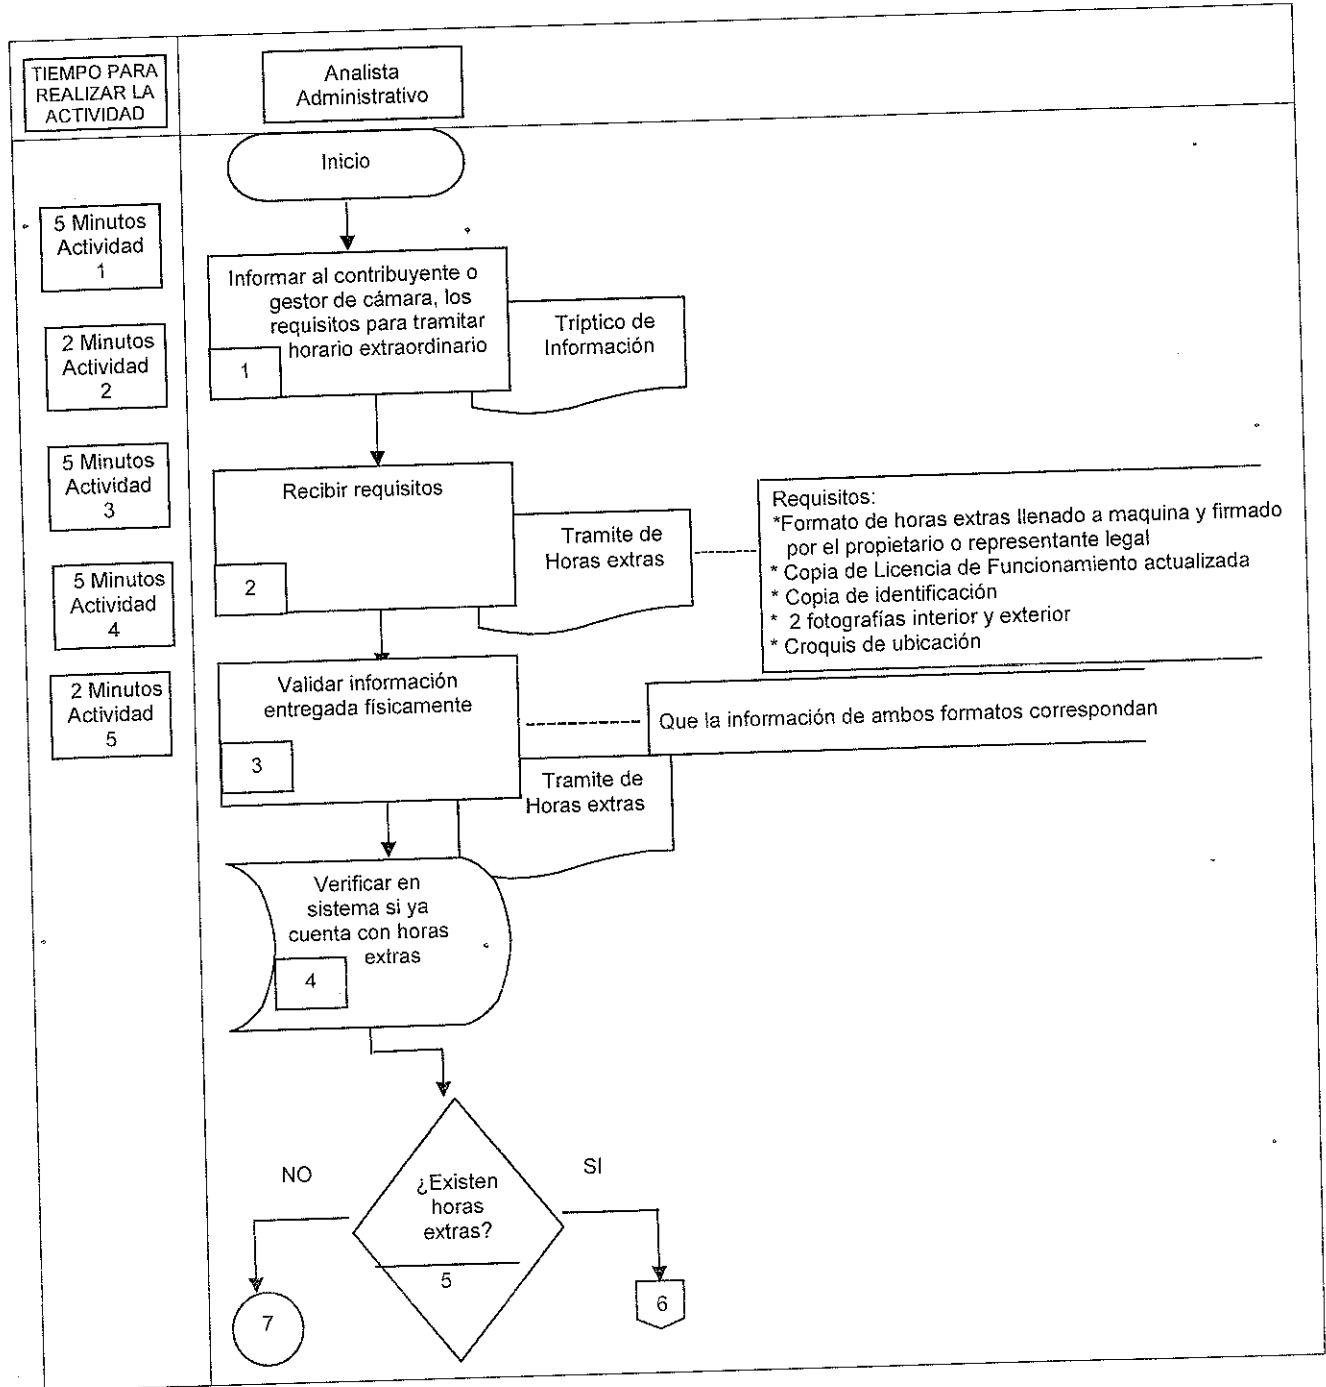 TIEMPO PARA
REALIZAR LA
ACTIVIDAD
Analista
Administrativo
Inicio
5 Minutos
Actividad
1
Informar al contribuyente o
gestor de cámara, los
requisitos para tramitar
horario extraordinario
1
Tríptico de
Información
2 Minutos
Actividad
2
5 Minutos
Actividad
3
Recibir requisitos
2
Tramite de
Horas extras
Requisitos:
*Formato de horas extras llenado a maquina y firmado
por el propietario o representante legal
* Copia de Licencia de Funcionamiento actualizada
* Copia de identificación
* 2 fotografías interior y exterior
* Croquis de ubicación
5 Minutos
Actividad
4
2 Minutos
Actividad
5
Validar información
entregada físicamente
3
Que la información de ambos formatos correspondan
Tramite de
Horas extras
Verificar en
sistema si ya
cuenta con horas
extras
4
NO
¿Existen
horas
extras?
5
SI
7
6